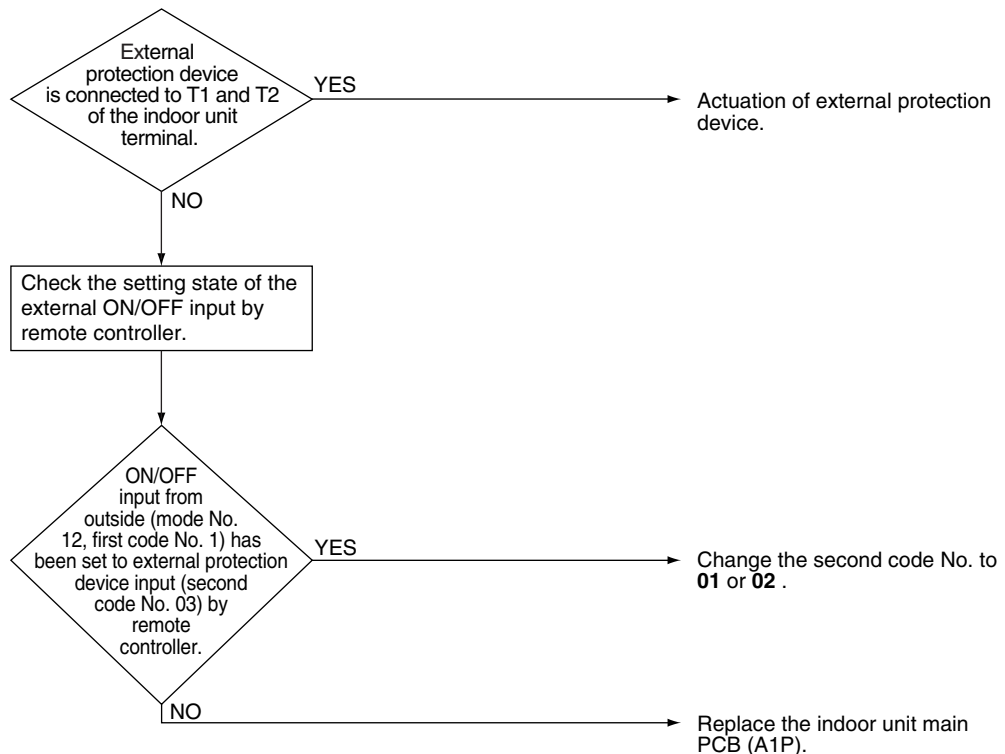 External
protection device
is connected to T1 and T2
of the indoor unit
terminal.
YES
Actuation of external protection
device.
NO
Check the setting state of the
external ON/OFF input by
remote controller.
ON/OFF
input from
outside (mode No.
12, first code No. 1) has
been set to external protection
device input (second
code No. 03) by
remote
controller.
YES
Change the second code No. to
01 or 02 .
NO
Replace the indoor unit main
PCB (A1P).